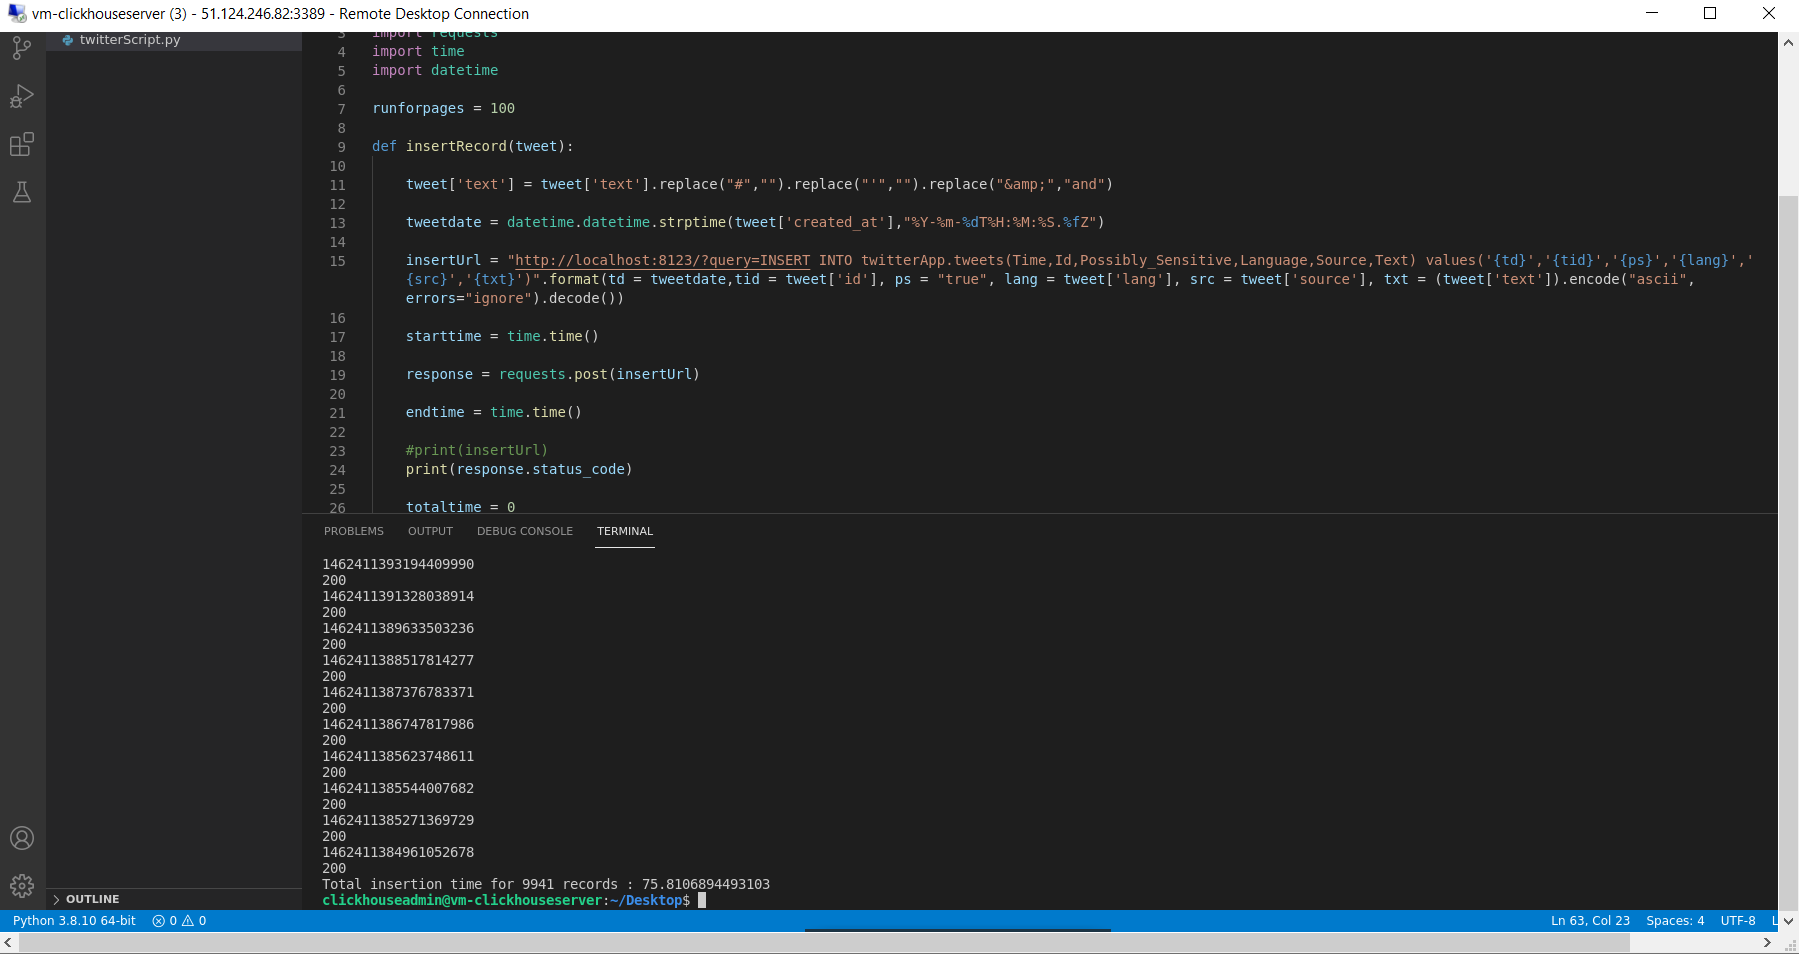 vm-clickhouseserver (3) - 51.124.246.82:3389 - Remote Desktop Connection
twitterScript.py
3 import requests
4 import time
5 import datetime
6
7 runforpages = 100
8
9 def insertRecord(tweet):
10
11 tweet['text'] = tweet['text'].replace("#","").replace("'","").replace("&amp;","and")
12
13 tweetdate = datetime.datetime.strptime(tweet['created_at'],"%Y-%m-%dT%H:%M:%S.%fZ")
14
15 insertUrl = "http://localhost:8123/?query=INSERT INTO twitterApp.tweets(Time,Id,Possibly_Sensitive,Language,Source,Text) values('{td}','{tid}','{ps}','{lang}','
{src}','{txt}')".format(td = tweetdate,tid = tweet['id'], ps = "true", lang = tweet['lang'], src = tweet['source'], txt = (tweet['text']).encode("ascii",
errors="ignore").decode())
16
17 starttime = time.time()
18
19 response = requests.post(insertUrl)
20
21 endtime = time.time()
22
23 #print(insertUrl)
24 print(response.status_code)
25
26 totaltime = 0
PROBLEMS OUTPUT DEBUG CONSOLE TERMINAL
1462411393194409990
200
1462411391328038914
200
1462411389633503236
200
1462411388517814277
200
1462411387376783371
200
1462411386747817986
200
1462411385623748611
200
1462411385544007682
200
1462411385271369729
200
1462411384961052678
200
Total insertion time for 9941 records : 75.8106894493103
clickhouseadmin@vm-clickhouseserver:~/Desktop$
OUTLINE
Python 3.8.10 64-bit 0 0 Ln 63, Col 23 Spaces: 4 UTF-8 L